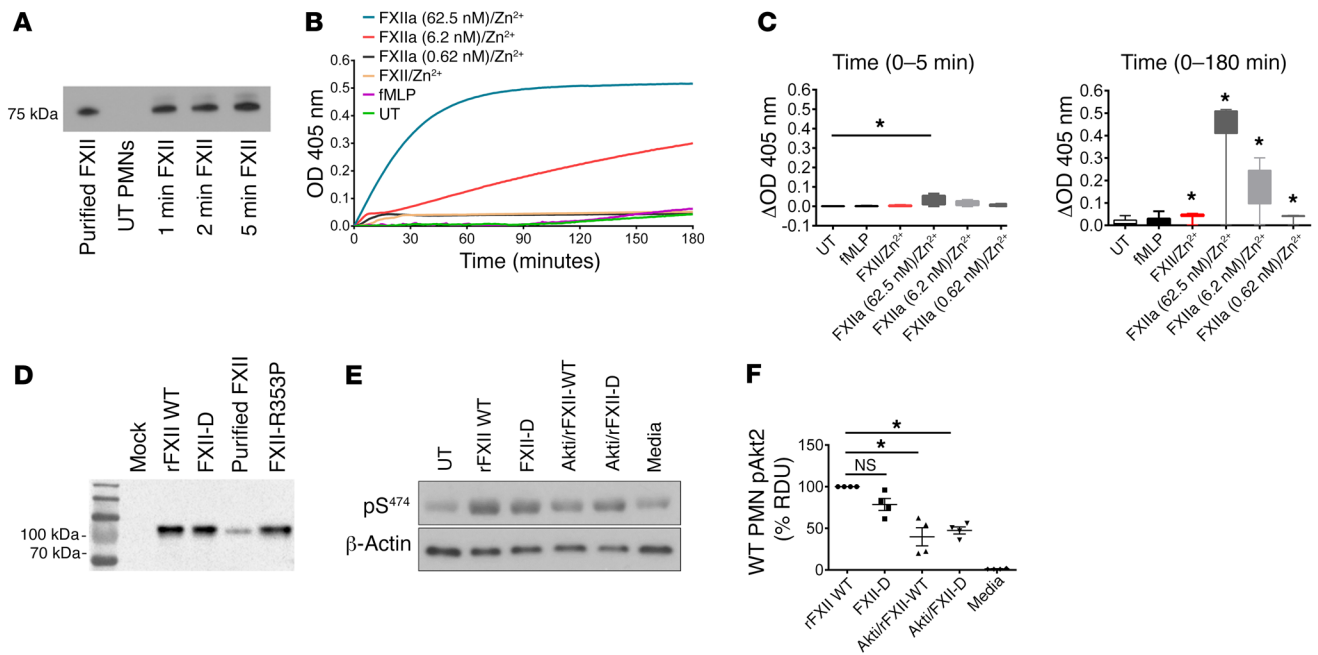 A
75 kDa
Purified FXII
UT PMNs
1 min FXII
2 min FXII
5 min FXII
B
FXIIa (62.5 nM)/Zn²⁺
FXIIa (6.2 nM)/Zn²⁺
FXIIa (0.62 nM)/Zn²⁺
FXII/Zn²⁺
fMLP
UT
OD 405 nm
0.6
0.5
0.4
0.3
0.2
0.1
0.0
0 30 60 90 120 150 180
Time (minutes)
C
Time (0–5 min)
ΔOD 405 nm
0.6
0.5
0.4
0.3
0.2
0.1
0.0
-0.1
*
UT
fMLP
FXII/Zn²⁺
FXIIa (62.5 nM)/Zn²⁺
FXIIa (6.2 nM)/Zn²⁺
FXIIa (0.62 nM)/Zn²⁺
Time (0–180 min)
ΔOD 405 nm
0.6
0.5
0.4
0.3
0.2
0.1
0.0
* * * *
UT
fMLP
FXII/Zn²⁺
FXIIa (62.5 nM)/Zn²⁺
FXIIa (6.2 nM)/Zn²⁺
FXIIa (0.62 nM)/Zn²⁺
D
Mock
rFXII WT
FXII-D
Purified FXII
FXII-R353P
100 kDa-
70 kDa-
E
UT
rFXII WT
FXII-D
Akti/rFXII-WT
Akti/rFXII-D
Media
pS⁴⁷⁴
β-Actin
F
WT PMN pAkt2
(% RDU)
150
100
50
0
*
*
NS
rFXII WT
FXII-D
Akti/rFXII-WT
Akti/FXII-D
Media